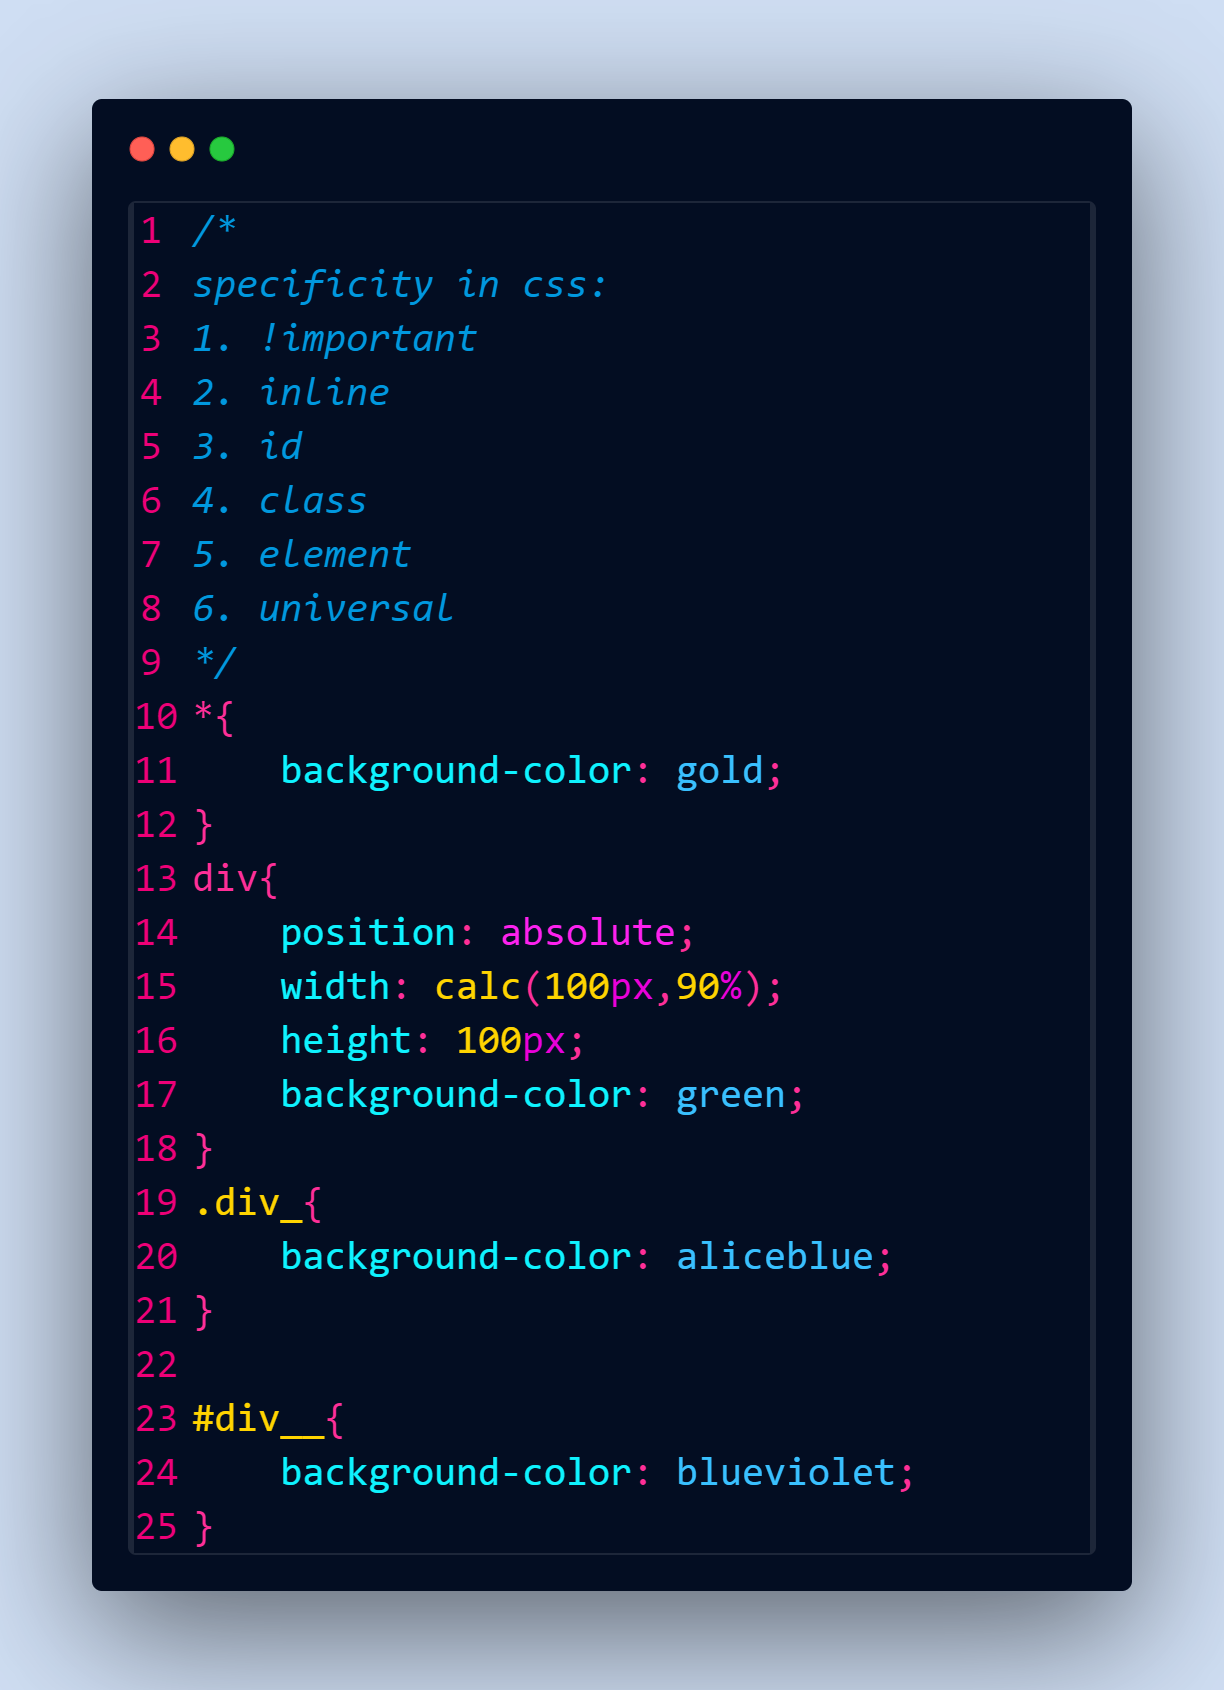 1 /*
2 specificity in css:
3 1. !important
4 2. inline
5 3. id
6 4. class
7 5. element
8 6. universal
9 */
10 *{
11     background-color: gold;
12 }
13 div{
14     position: absolute;
15     width: calc(100px,90%);
16     height: 100px;
17     background-color: green;
18 }
19 .div_{
20     background-color: aliceblue;
21 }
22
23 #div__{
24     background-color: blueviolet;
25 }